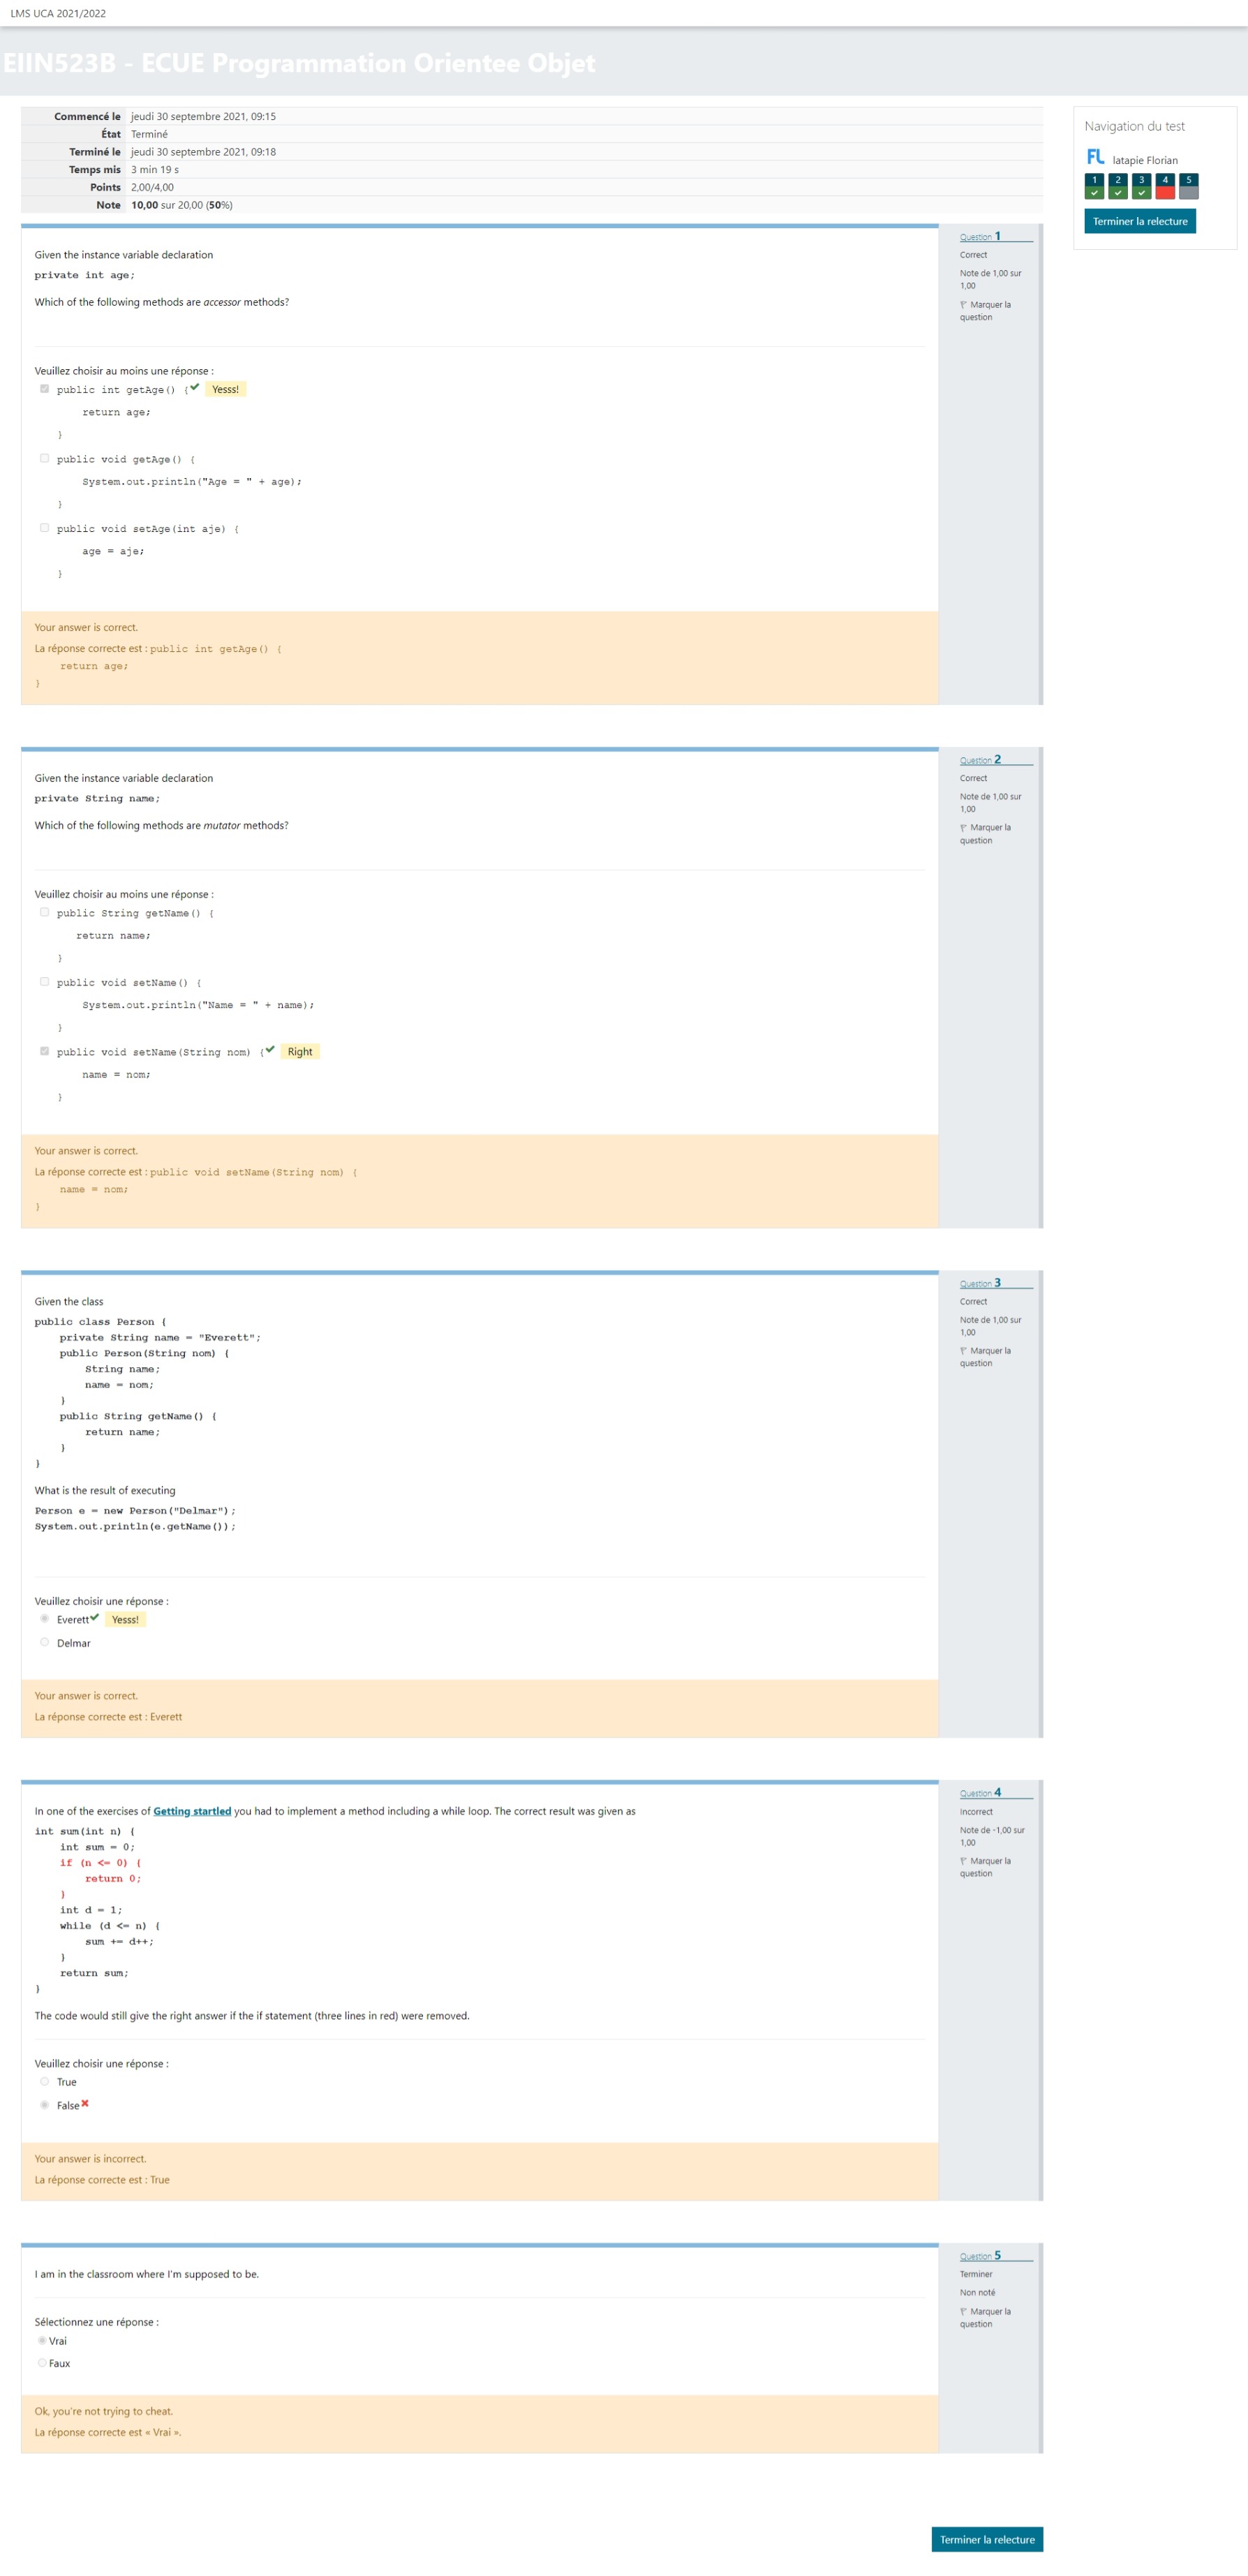 LMS UCA 2021/2022
EIIN523B - ECUE Programmation Orientee Objet
Commencé le jeudi 30 septembre 2021, 09:15
État Terminé
Terminé le jeudi 30 septembre 2021, 09:18
Temps mis 3 min 19 s
Points 2,00/4,00
Note 10,00 sur 20,00 (50%)
Navigation du test
FL latapie Florian
1 2 3 4 5
Terminer la relecture
Question 1
Correct
Note de 1,00 sur
1,00
Marquer la
question
Given the instance variable declaration
private int age;
Which of the following methods are accessor methods?
Veuillez choisir au moins une réponse :
public int getAge() { Yesss!
return age;
}
public void getAge() {
System.out.println("Age = " + age);
}
public void setAge(int aje) {
age = aje;
}
Your answer is correct.
La réponse correcte est : public int getAge() {
return age;
}
Question 2
Correct
Note de 1,00 sur
1,00
Marquer la
question
Given the instance variable declaration
private String name;
Which of the following methods are mutator methods?
Veuillez choisir au moins une réponse :
public String getName() {
return name;
}
public void setName() {
System.out.println("Name = " + name);
}
public void setName(String nom) { Right
name = nom;
}
Your answer is correct.
La réponse correcte est : public void setName(String nom) {
name = nom;
}
Question 3
Correct
Note de 1,00 sur
1,00
Marquer la
question
Given the class
public class Person {
private String name = "Everett";
public Person(String nom) {
String name;
name = nom;
}
public String getName() {
return name;
}
}
What is the result of executing
Person e = new Person("Delmar");
System.out.println(e.getName());
Veuillez choisir une réponse :
Everett Yesss!
Delmar
Your answer is correct.
La réponse correcte est : Everett
Question 4
Incorrect
Note de -1,00 sur
1,00
Marquer la
question
In one of the exercises of Getting startled you had to implement a method including a while loop. The correct result was given as
int sum(int n) {
int sum = 0;
if (n <= 0) {
return 0;
}
int d = 1;
while (d <= n) {
sum += d++;
}
return sum;
}
The code would still give the right answer if the if statement (three lines in red) were removed.
Veuillez choisir une réponse :
True
False
Your answer is incorrect.
La réponse correcte est : True
Question 5
Terminer
Non noté
Marquer la
question
I am in the classroom where I'm supposed to be.
Sélectionnez une réponse :
Vrai
Faux
Ok, you're not trying to cheat.
La réponse correcte est « Vrai ».
Terminer la relecture